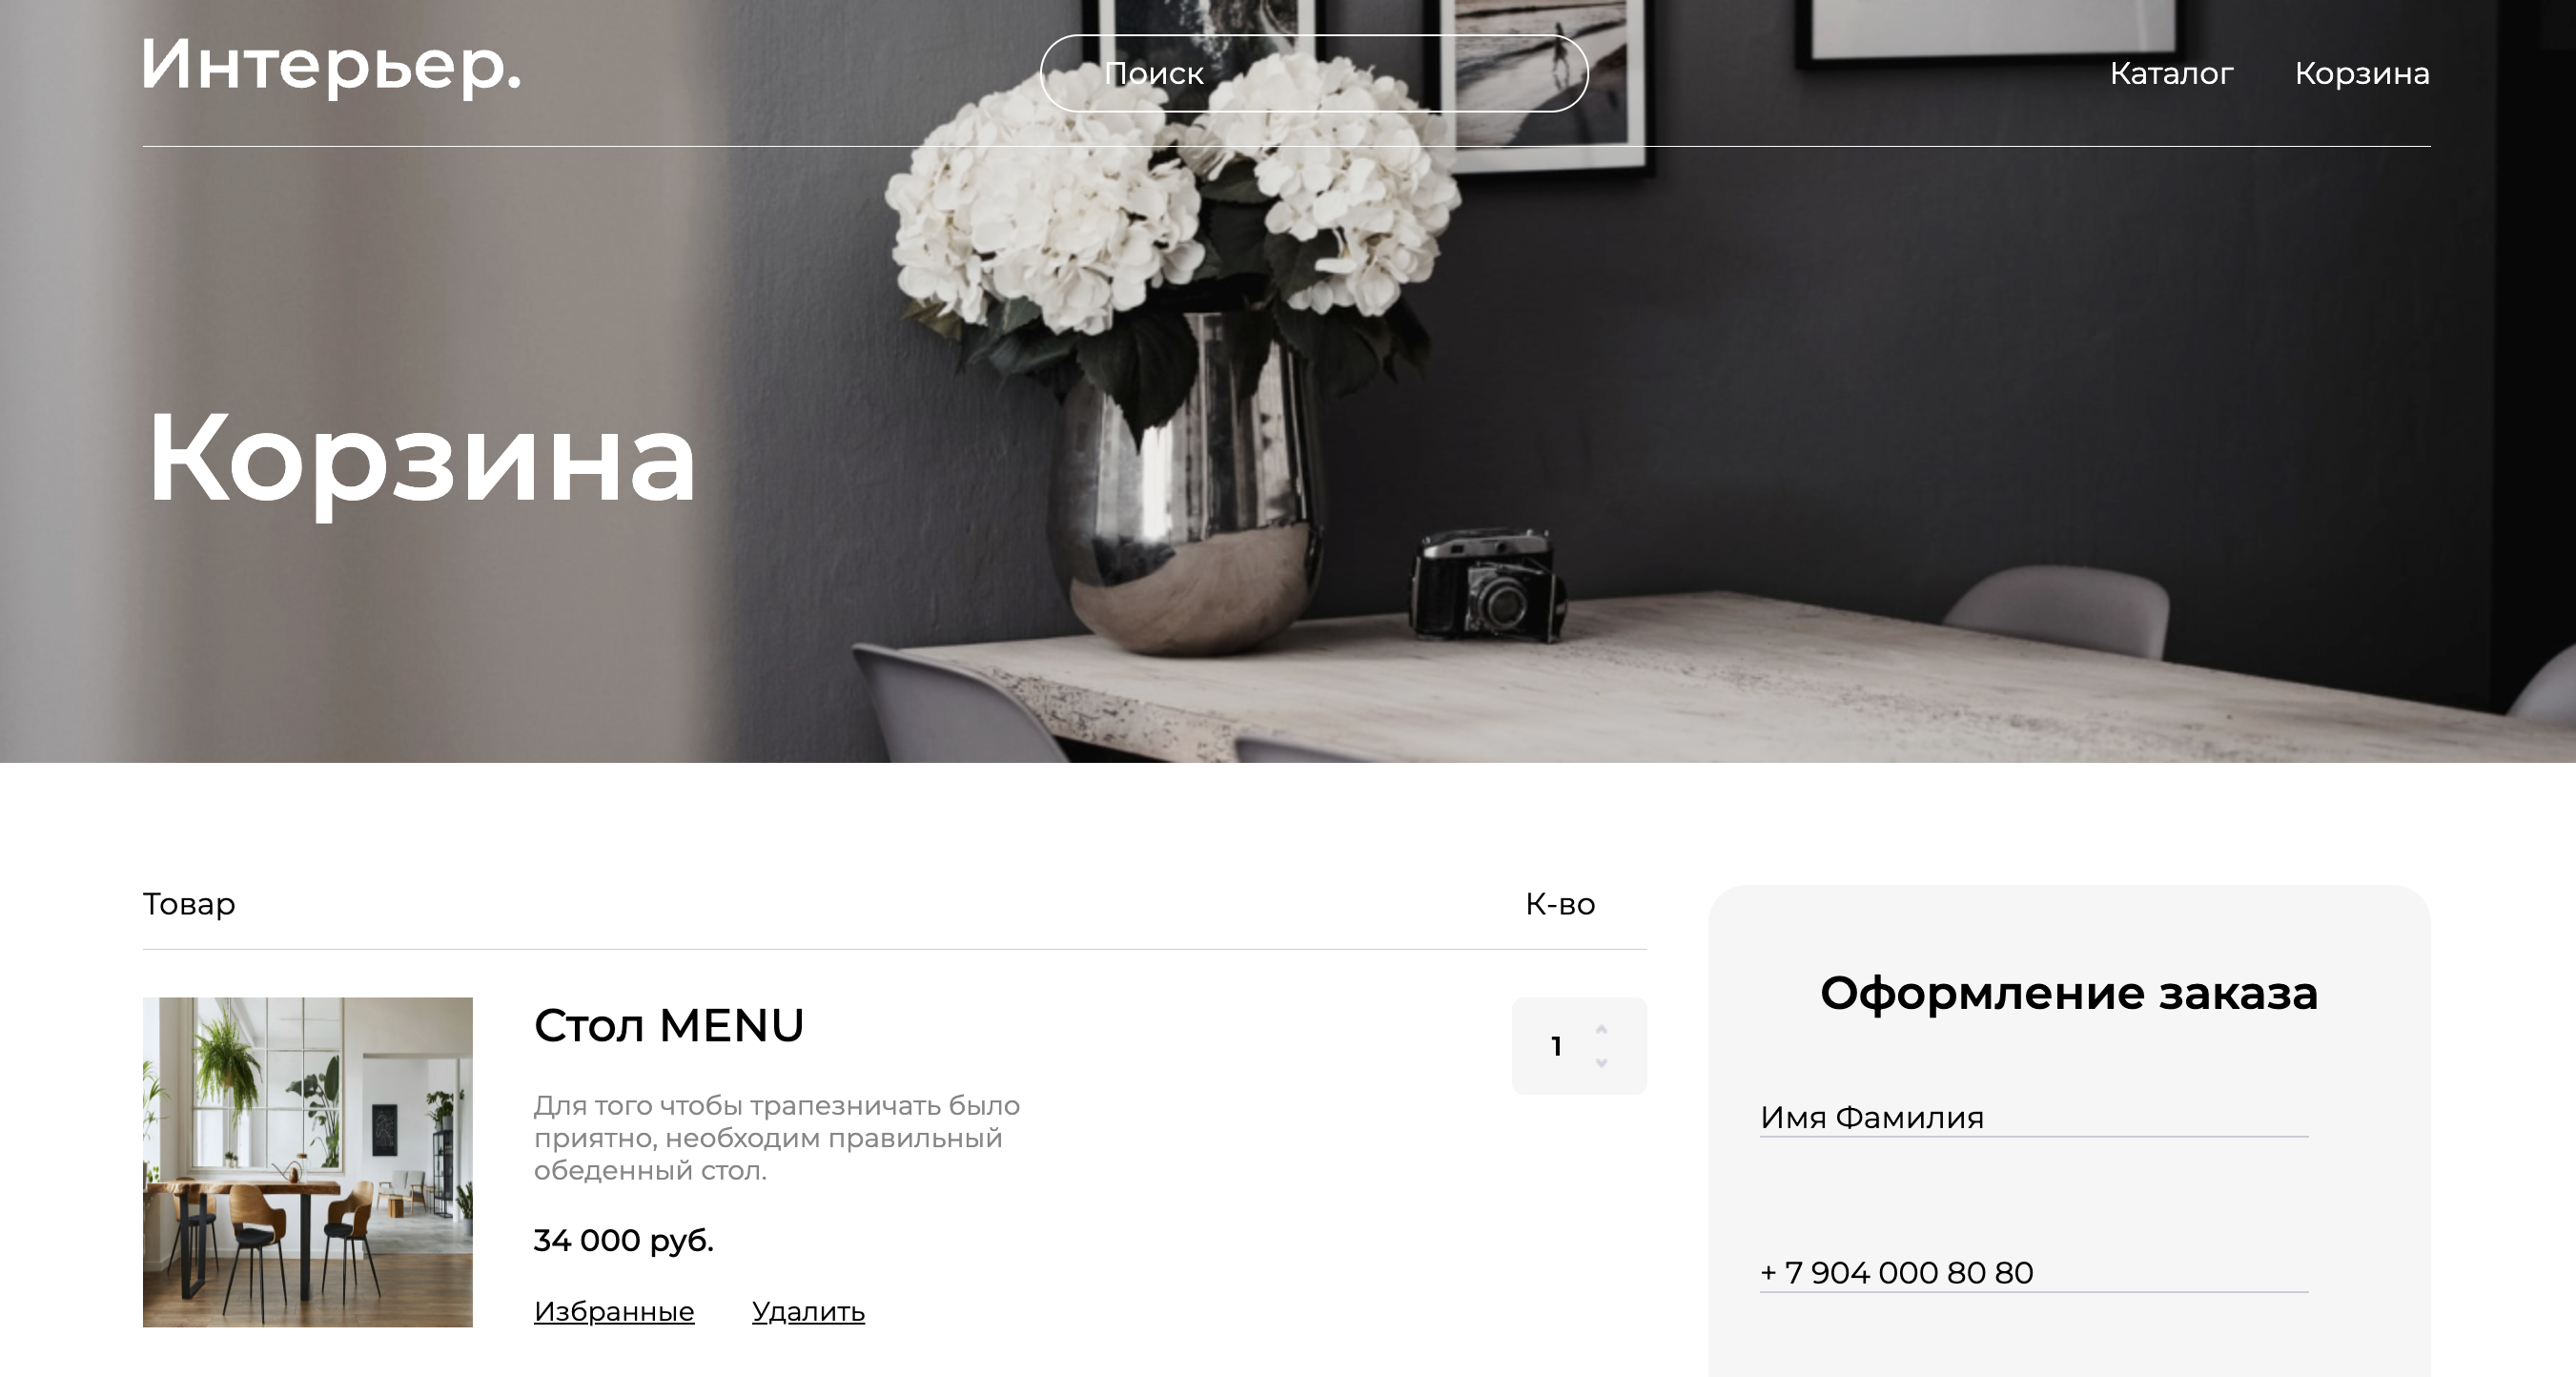 Интерьер.
Поиск
Каталог
Корзина
Корзина
Товар
К-во
Стол MENU
1
Для того чтобы трапезничать было
приятно, необходим правильный
обеденный стол.
34 000 руб.
Избранные
Удалить
Оформление заказа
Имя Фамилия
+ 7 904 000 80 80